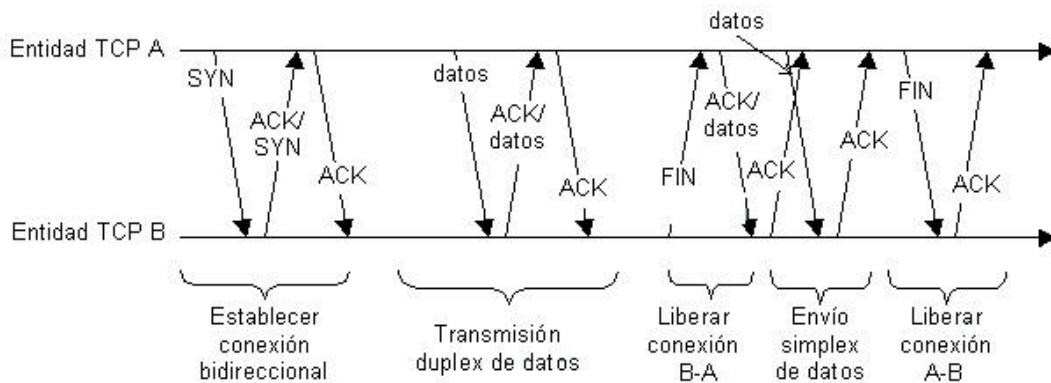 datos
Entidad TCP A
SYN
ACK/
SYN
ACK
datos
ACK/
datos
ACK
FIN
ACK/
datos
ACK
ACK
FIN
ACK
Entidad TCP B
Establecer
conexión
bidireccional
Transmisión
duplex de datos
Liberar
conexión
B-A
Envío
simplex
de datos
Liberar
conexión
A-B